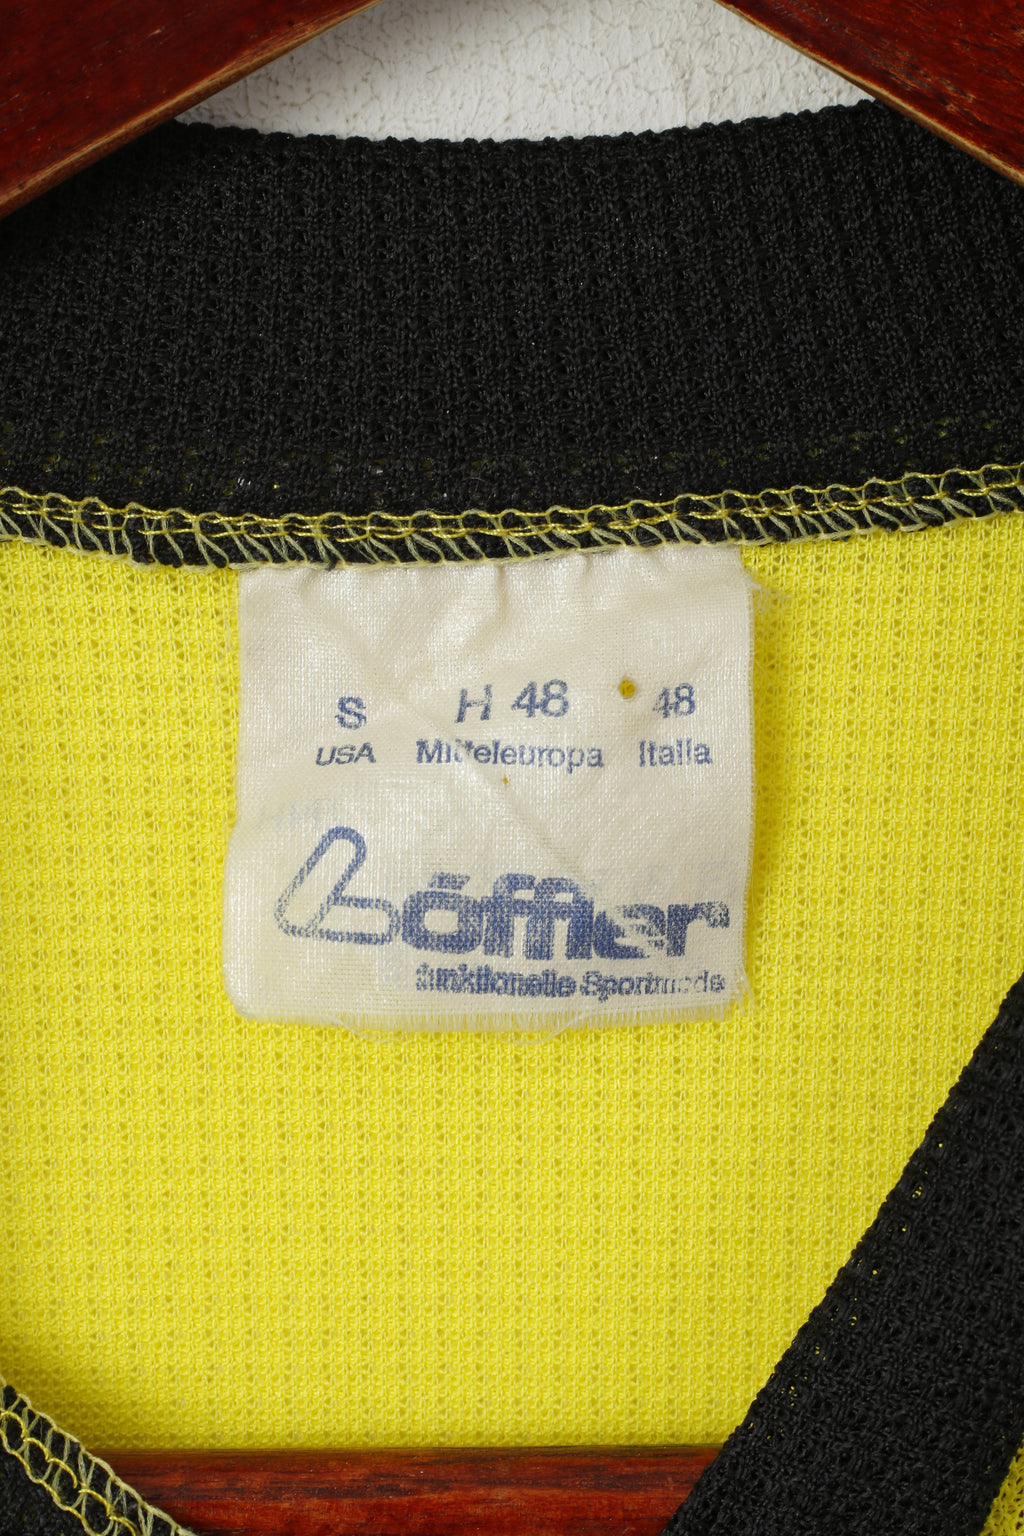 S H 48 48
USA Mitteleuropa Italia
Löffler
funktionelle Sportmode